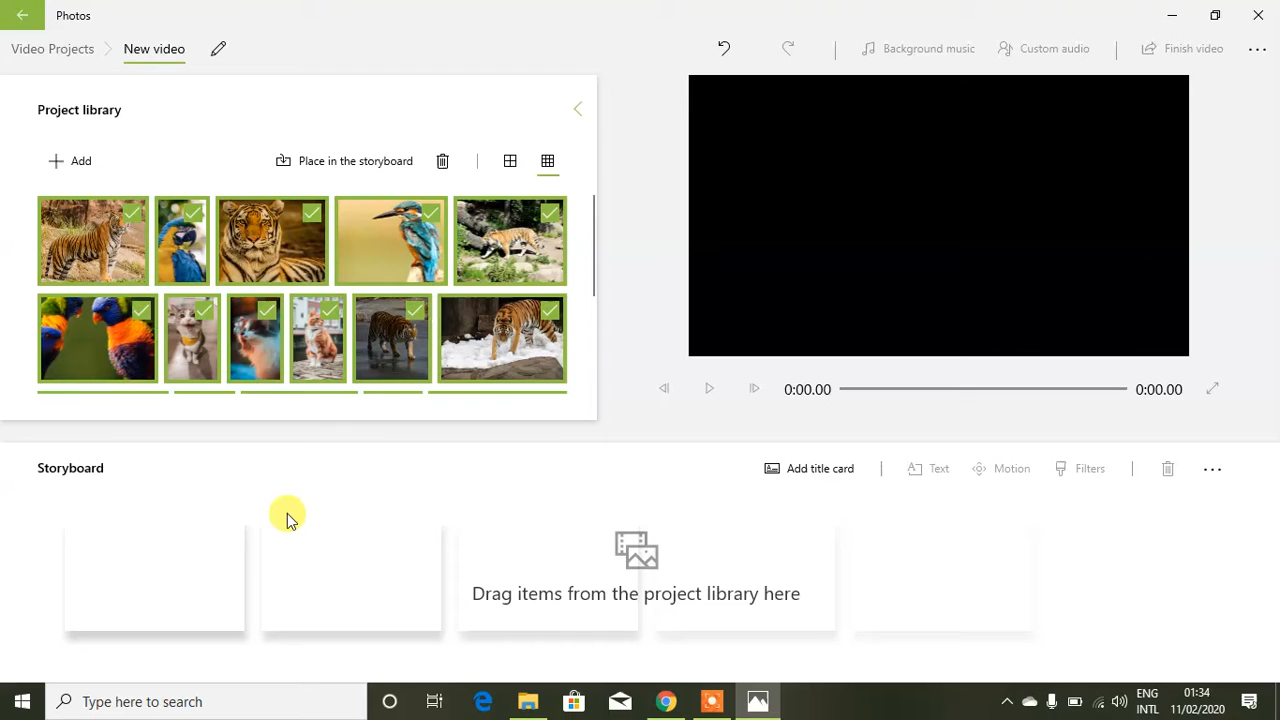 Photos
Video Projects
New video
Background music
Custom audio
Finish video
Project library
Add
Place in the storyboard
0:00.00
0:00.00
Storyboard
Add title card
Text
Motion
Filters
Drag items from the project library here
Type here to search
ENG
INTL
01:34
11/02/2020